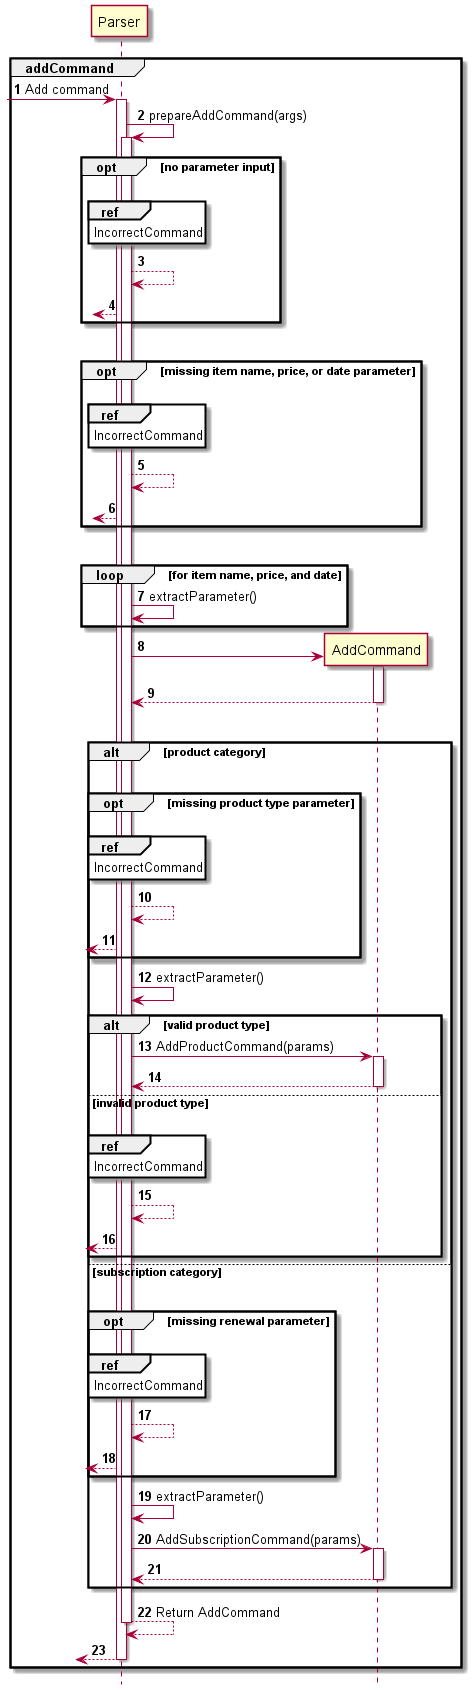 Parser
addCommand
1 Add command
2 prepareAddCommand(args)
opt [no parameter input]
ref
IncorrectCommand
3
4
opt [missing item name, price, or date parameter]
ref
IncorrectCommand
5
6
loop [for item name, price, and date]
7 extractParameter()
8
AddCommand
9
alt [product category]
opt [missing product type parameter]
ref
IncorrectCommand
10
11
12 extractParameter()
alt [valid product type]
13 AddProductCommand(params)
14
[invalid product type]
ref
IncorrectCommand
15
16
[subscription category]
opt [missing renewal parameter]
ref
IncorrectCommand
17
18
19 extractParameter()
20 AddSubscriptionCommand(params)
21
22 Return AddCommand
23